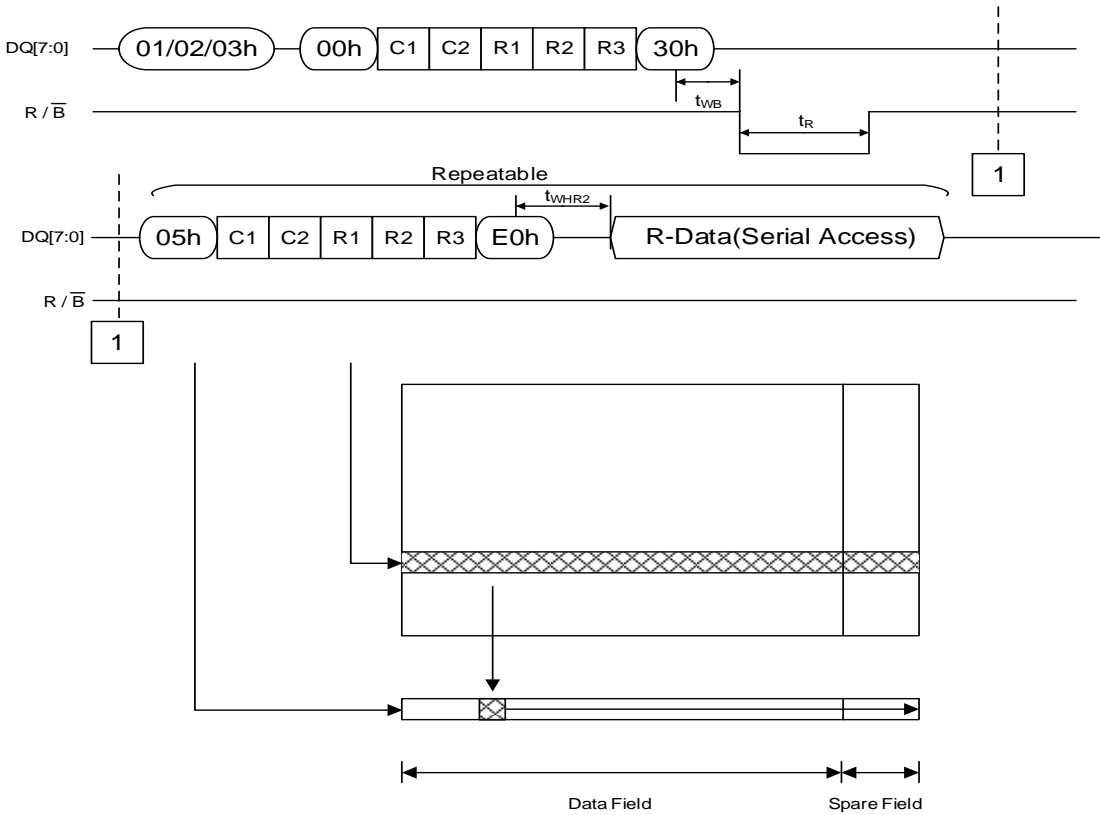 DQ[7:0] 01/02/03h 00h C1 C2 R1 R2 R3 30h
tWB
R / B̅ tR
1
Repeatable
tWHR2
DQ[7:0] 05h C1 C2 R1 R2 R3 E0h R-Data(Serial Access)
R / B̅
1
Data Field Spare Field